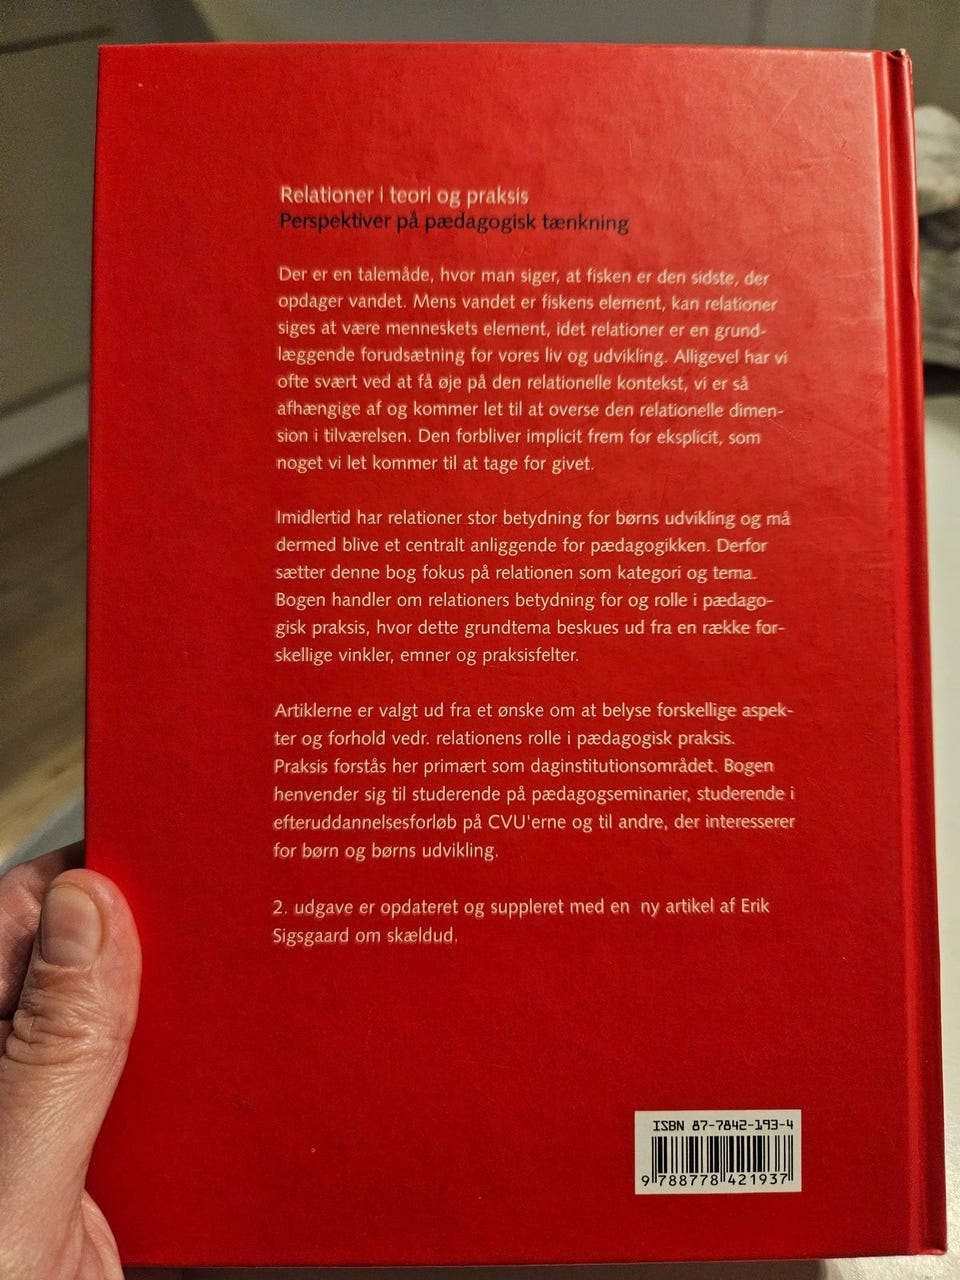 Relationer i teori og praksis
Perspektiver på pædagogisk tænkning
Der er en talemåde, hvor man siger, at fisken er den sidste, der
opdager vandet. Mens vandet er fiskens element, kan relationer
siges at være menneskets element, idet relationer er en grund-
læggende forudsætning for vores liv og udvikling. Alligevel har vi
ofte svært ved at få øje på den relationelle kontekst, vi er så
afhængige af og kommer let til at overse den relationelle dimen-
sion i tilværelsen. Den forbliver implicit frem for eksplicit, som
noget vi let kommer til at tage for givet.
Imidlertid har relationer stor betydning for børns udvikling og må
dermed blive et centralt anliggende for pædagogikken. Derfor
sætter denne bog fokus på relationen som kategori og tema.
Bogen handler om relationers betydning for og rolle i pædago-
gisk praksis, hvor dette grundtema beskues ud fra en række for-
skellige vinkler, emner og praksisfelter.
Artiklerne er valgt ud fra et ønske om at belyse forskellige aspek-
ter og forhold vedr. relationens rolle i pædagogisk praksis.
Praksis forstås her primært som daginstitutionsområdet. Bogen
henvender sig til studerende på pædagogseminarier, studerende i
efteruddannelsesforløb på CVU'erne og til andre, der interesserer
for børn og børns udvikling.
2. udgave er opdateret og suppleret med en  ny artikel af Erik
Sigsgaard om skældud.
ISBN 87-7842-193-4
9 788778 421937